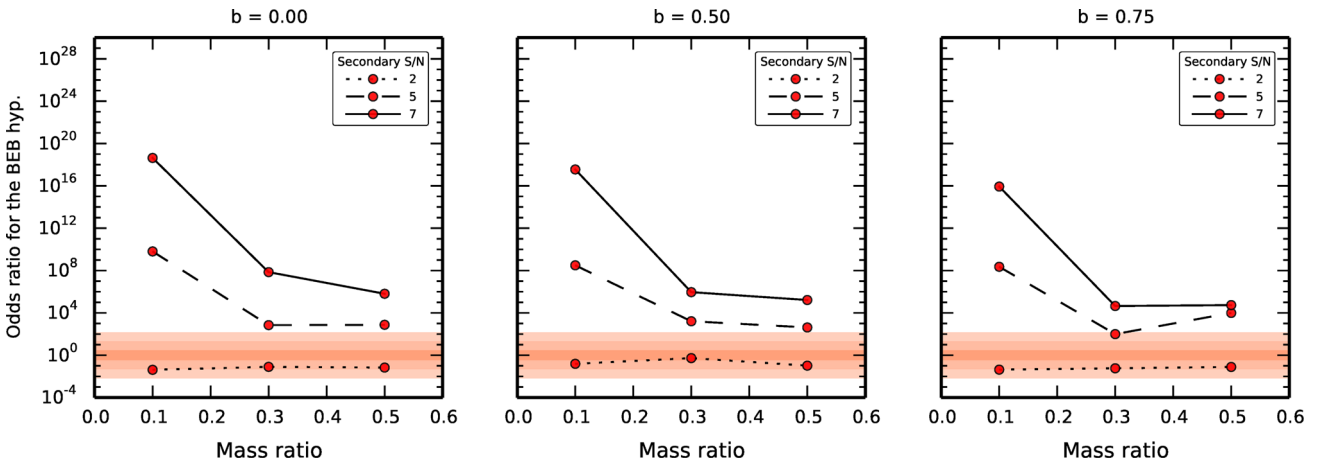 b = 0.00
b = 0.50
b = 0.75
Odds ratio for the BEB hyp.
10^28
10^24
10^20
10^16
10^12
10^8
10^4
10^0
10^-4
Secondary S/N
2
5
7
0.0 0.1 0.2 0.3 0.4 0.5 0.6
Mass ratio
Secondary S/N
2
5
7
0.0 0.1 0.2 0.3 0.4 0.5 0.6
Mass ratio
Secondary S/N
2
5
7
0.0 0.1 0.2 0.3 0.4 0.5 0.6
Mass ratio